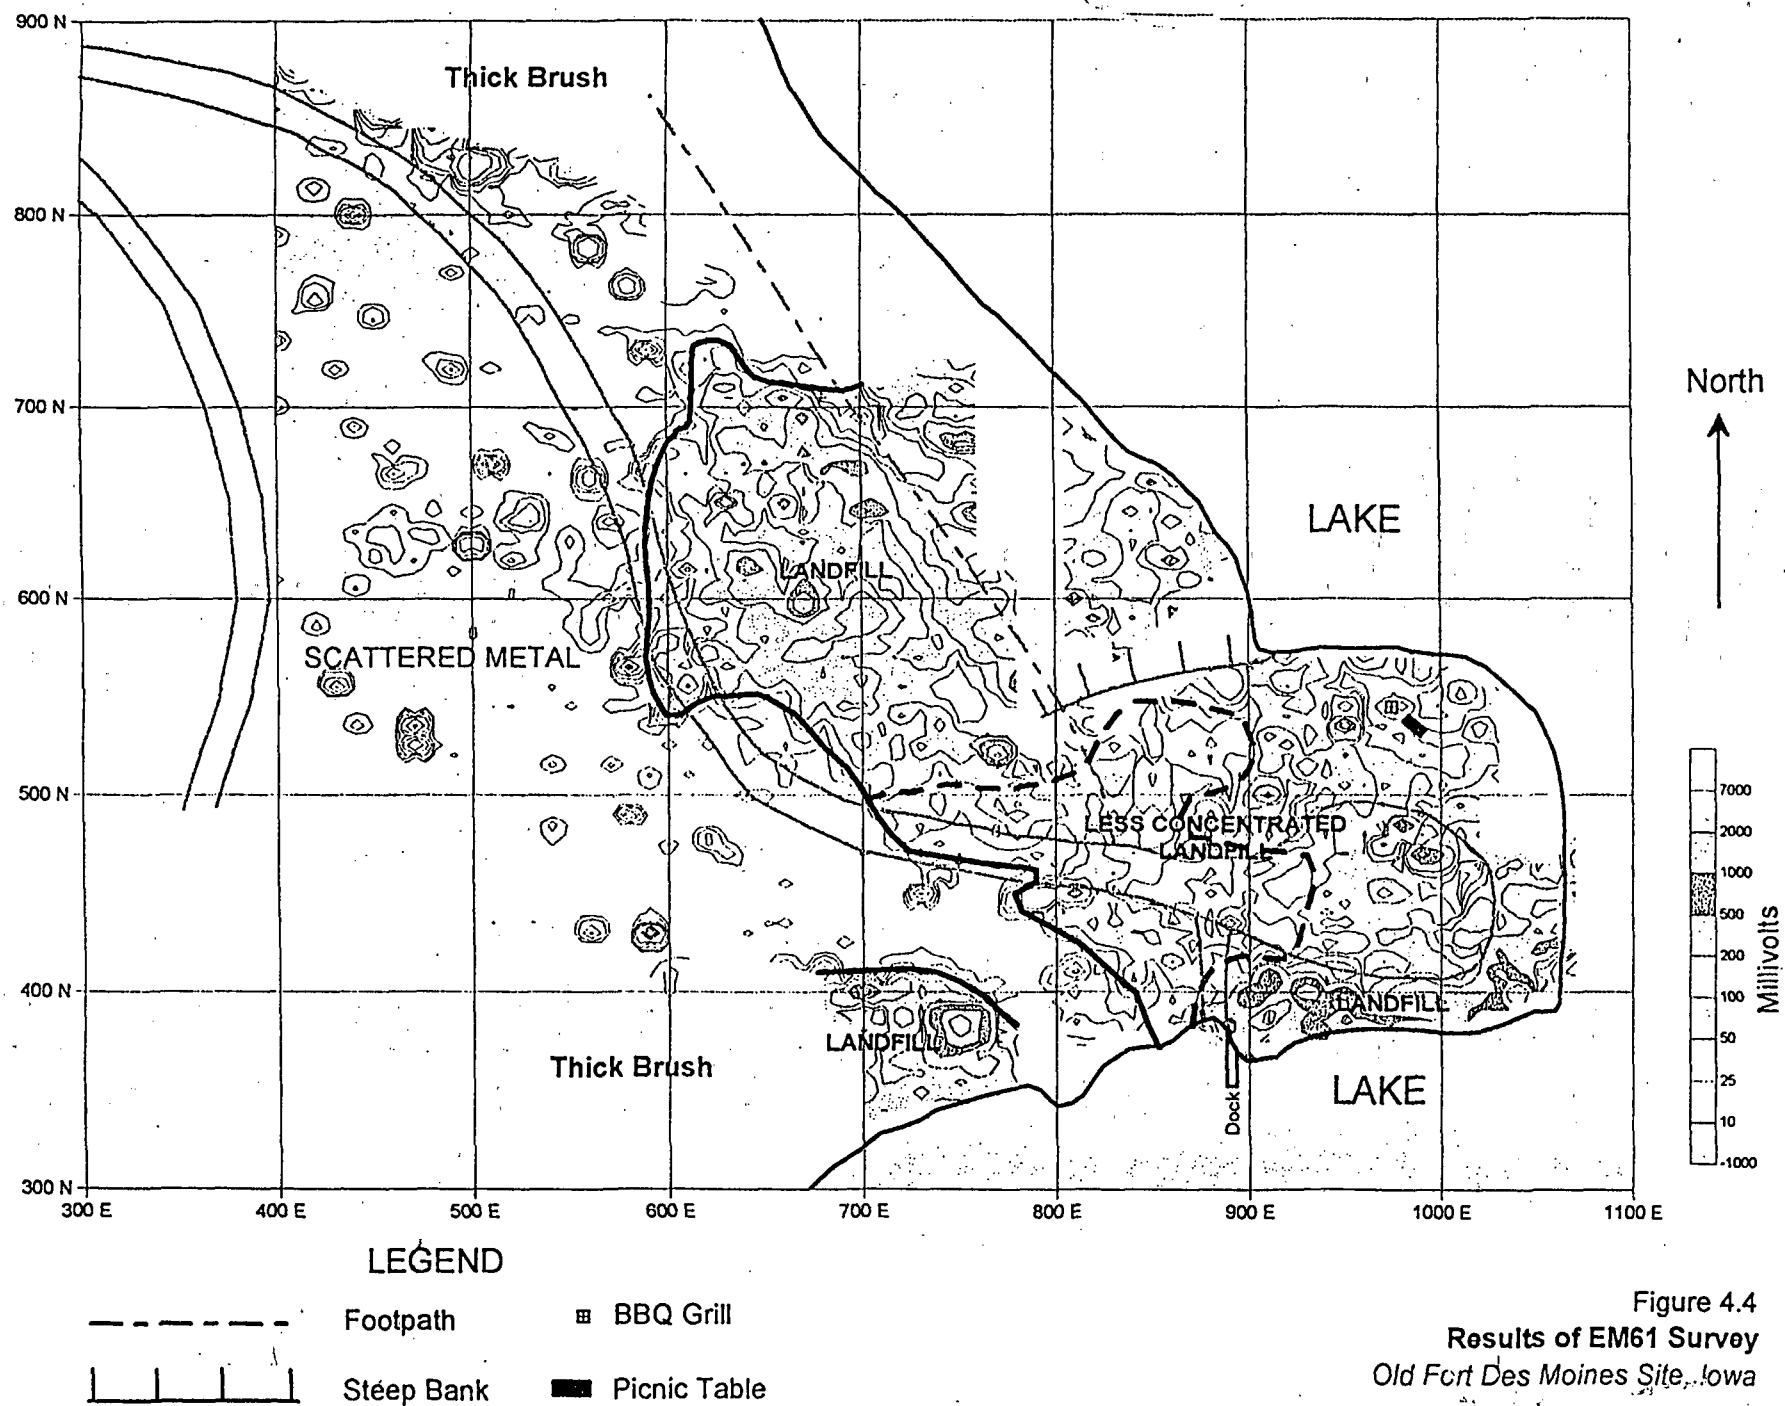 900 N
Thick Brush
800 N
700 N
North
LAKE
LANDFILL
600 N
SCATTERED METAL
500 N
LESS CONCENTRATED
LANDFILL
7000
2000
1000
500
200
100
50
25
10
-1000
Millivolts
400 N
LANDFILL
LANDFILL
Thick Brush
LAKE
Dock
300 N
300 E
400 E
500 E
600 E
700 E
800 E
900 E
1000 E
1100 E
LEGEND
Footpath
BBQ Grill
Steep Bank
Picnic Table
Figure 4.4
Results of EM61 Survey
Old Fort Des Moines Site, Iowa